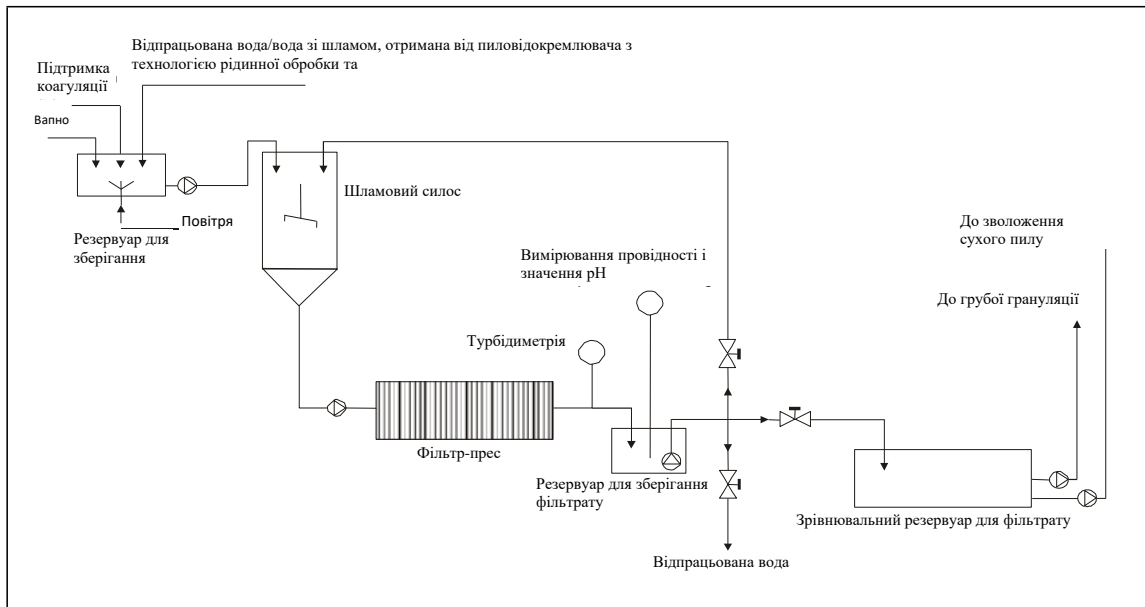 Відпрацьована вода/вода зі шламом, отримана від пиловідокремлювача з
технологією рідинної обробки та
Підтримка
коагуляції
Вапно
Повітря
Резервуар для
зберігання
Шламовий силос
До зволоження
сухого пилу
Вимірювання провідності і
значення pH
До грубої грануляції
Турбідиметрія
Фільтр-прес
Резервуар для зберігання
фільтрату
Зрівнювальний резервуар для фільтрату
Відпрацьована вода